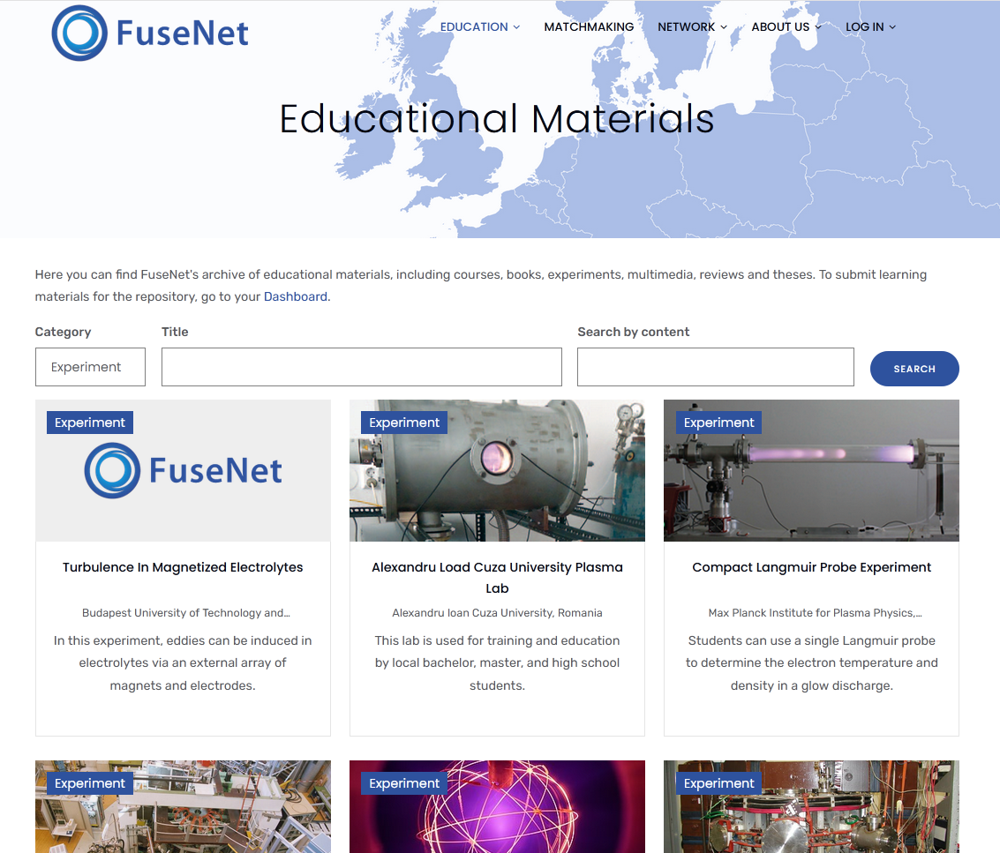 FuseNet
EDUCATION MATCHMAKING NETWORK ABOUT US LOG IN
Educational Materials
Here you can find FuseNet's archive of educational materials, including courses, books, experiments, multimedia, reviews and theses. To submit learning
materials for the repository, go to your Dashboard.
Category
Title
Search by content
Experiment
SEARCH
Experiment
FuseNet
Turbulence In Magnetized Electrolytes
Budapest University of Technology and…
In this experiment, eddies can be induced in
electrolytes via an external array of
magnets and electrodes.
Experiment
Alexandru Load Cuza University Plasma
Lab
Alexandru Ioan Cuza University, Romania
This lab is used for training and education
by local bachelor, master, and high school
students.
Experiment
Compact Langmuir Probe Experiment
Max Planck Institute for Plasma Physics,…
Students can use a single Langmuir probe
to determine the electron temperature and
density in a glow discharge.
Experiment
Experiment
Experiment